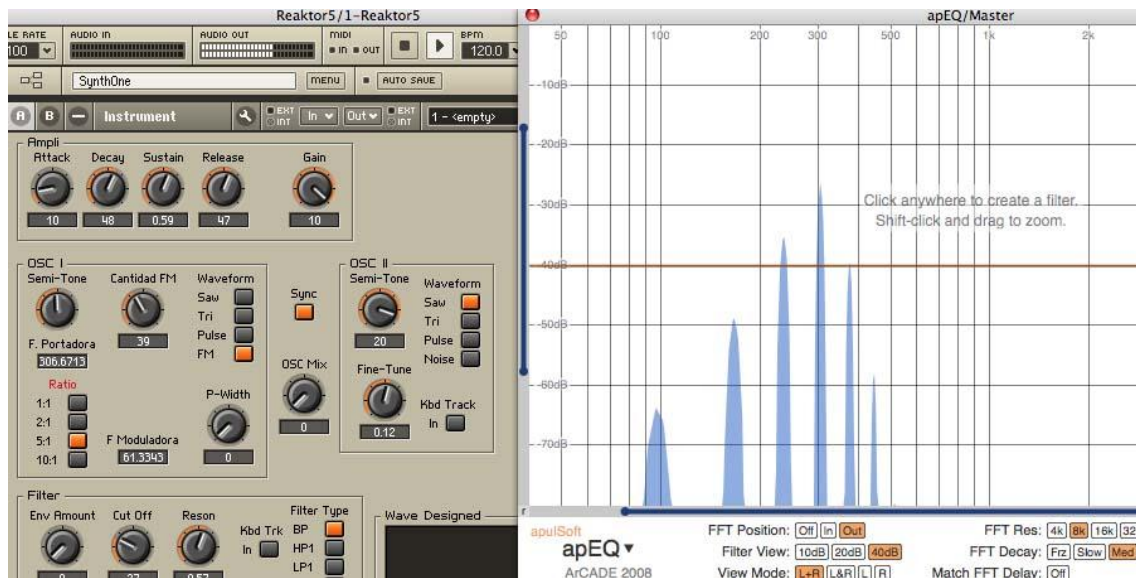 Reaktor5/1-Reaktor5
LE RATE AUDIO IN AUDIO OUT MIDI BPM
100 IN OUT 120.0
SynthOne MENU AUTO SAVE
A B Instrument EXT INT In Out EXT INT 1 - <empty>
Ampli
Attack Decay Sustain Release Gain
10 48 0.59 47 10
OSC I
Semi-Tone Cantidad FM Waveform
Saw
Tri
Pulse
FM
39
F. Portadora
306.6713
Ratio
1:1
2:1
5:1
10:1
F Moduladora
61.3343
P-Width
0
Sync
OSC Mix
0
OSC II
Semi-Tone Waveform
Saw
Tri
Pulse
Noise
20
Fine-Tune
0.12
Kbd Track
In
Filter
Env Amount Cut Off Reson Kbd Trk Filter Type
In
BP
HP1
LP1
Wave Designed
apEQ/Master
50 100 200 300 1k 2k
-10dB
-20dB
-30dB
-40dB
-50dB
-60dB
-70dB
Click anywhere to create a filter.
Shift-click and drag to zoom.
r
apulSoft
apEQ
ArCADE 2008
FFT Position: Off In Out FFT Res: 4k 8k 16k 32
Filter View: 10dB 20dB 40dB FFT Decay: Frz Slow Med
View Mode: L+R L&R L R Match FFT Delay: Off